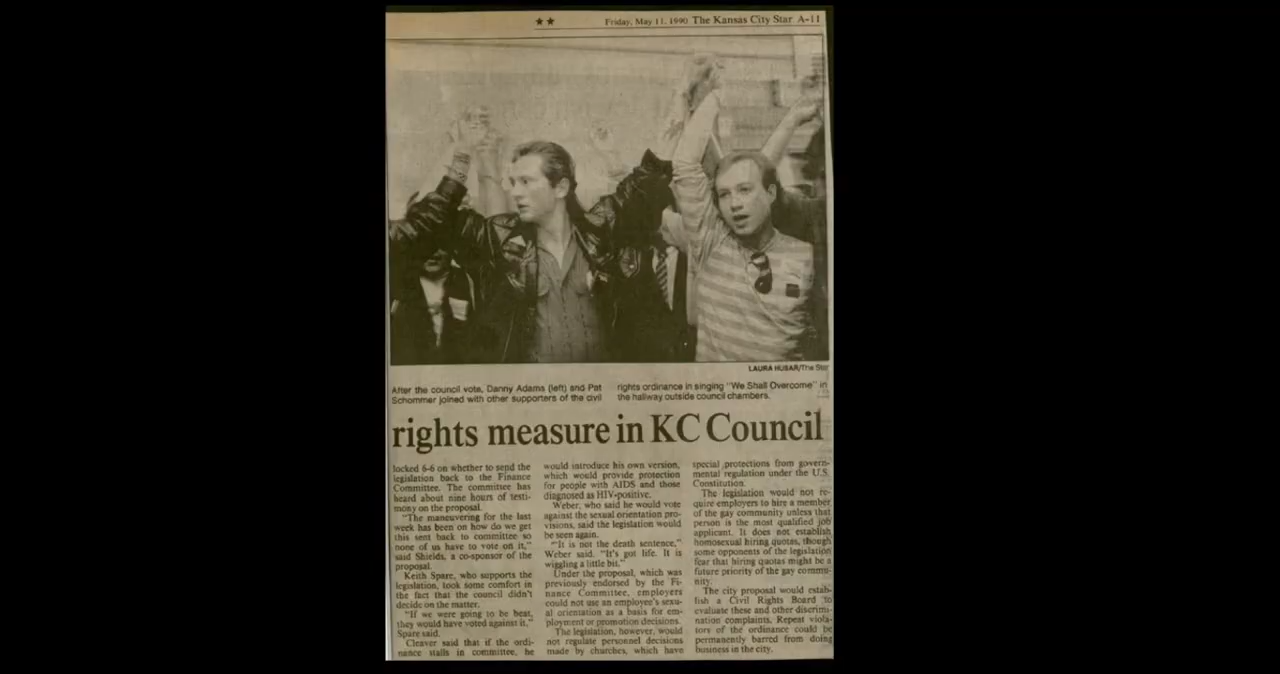 ★★
Friday, May 11, 1990 The Kansas City Star A-11
LAURA HUSAR/The Star
After the council vote, Danny Adams (left) and Pat
Schommer joined with other supporters of the civil
rights ordinance in singing "We Shall Overcome" in
the hallway outside council chambers.
rights measure in KC Council
locked 6-6 on whether to send the
legislation back to the Finance
Committee. The committee has
heard about nine hours of testi-
mony on the proposal.
"The maneuvering for the last
week has been on how do we get
this sent back to committee so
none of us have to vote on it,"
said Shields, a co-sponsor of the
proposal.
Keith Spare, who supports the
legislation, took some comfort in
the fact that the council didn't
decide on the matter.
"If we were going to be beat,
they would have voted against it,"
Spare said.
Cleaver said that if the ordi-
nance stalls in committee, he
would introduce his own version,
which would provide protection
for people with AIDS and those
diagnosed as HIV-positive.
Weber, who said he would vote
against the sexual orientation pro-
visions, said the legislation would
be seen again.
"It is not the death sentence,"
Weber said. "It's got life. It is
wiggling a little bit."
Under the proposal, which was
previously endorsed by the Fi-
nance Committee, employers
could not use an employee's sexu-
al orientation as a basis for em-
ployment or promotion decisions.
The legislation, however, would
not regulate personnel decisions
made by churches, which have
special protections from govern-
mental regulation under the U.S.
Constitution.
The legislation would not re-
quire employers to hire a member
of the gay community unless that
person is the most qualified job
applicant. It does not establish
homosexual hiring quotas, though
some opponents of the legislation
fear that hiring quotas might be a
future priority of the gay commu-
nity.
The city proposal would estab-
lish a Civil Rights Board to
evaluate these and other discrimi-
nation complaints. Repeat viola-
tors of the ordinance could be
permanently barred from doing
business in the city.